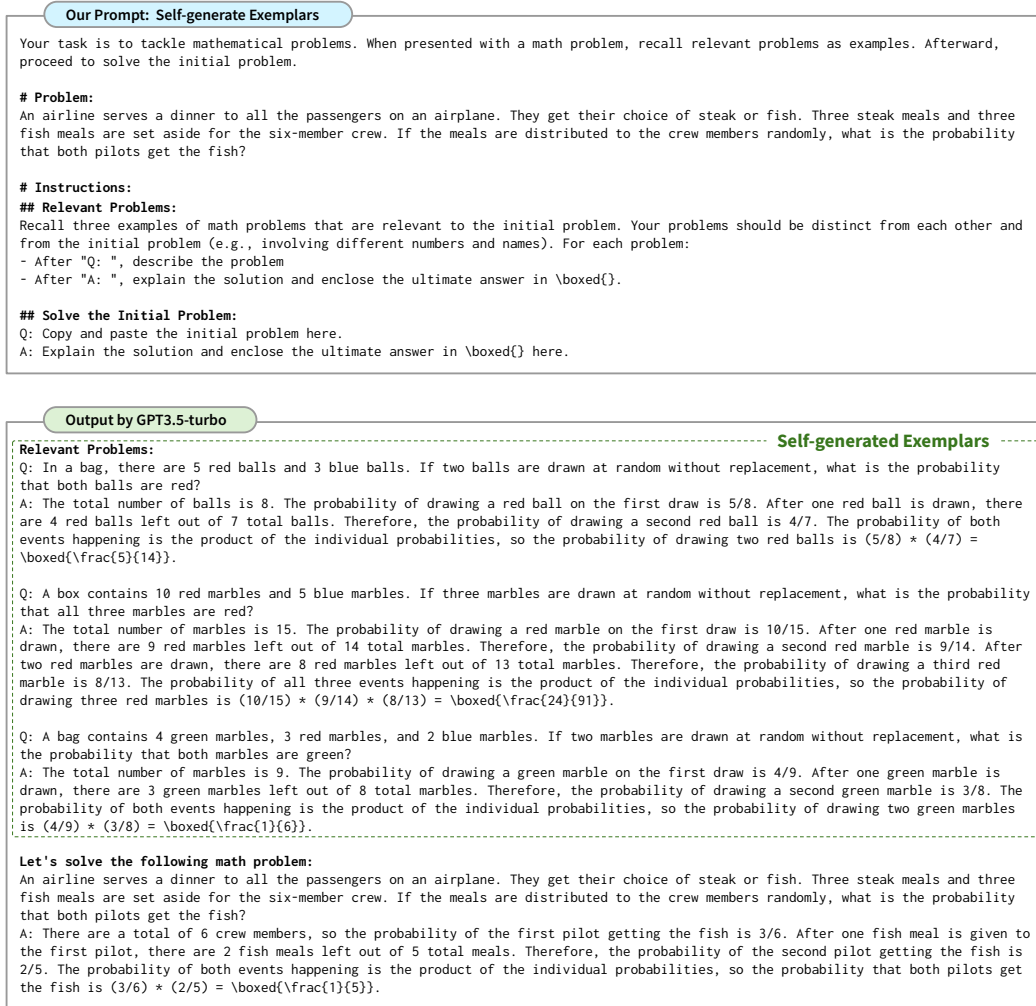 Our Prompt: Self-generate Exemplars
Your task is to tackle mathematical problems. When presented with a math problem, recall relevant problems as examples. Afterward,
proceed to solve the initial problem.
# Problem:
An airline serves a dinner to all the passengers on an airplane. They get their choice of steak or fish. Three steak meals and three
fish meals are set aside for the six-member crew. If the meals are distributed to the crew members randomly, what is the probability
that both pilots get the fish?
# Instructions:
## Relevant Problems:
Recall three examples of math problems that are relevant to the initial problem. Your problems should be distinct from each other and
from the initial problem (e.g., involving different numbers and names). For each problem:
- After "Q: ", describe the problem
- After "A: ", explain the solution and enclose the ultimate answer in \boxed{}.
## Solve the Initial Problem:
Q: Copy and paste the initial problem here.
A: Explain the solution and enclose the ultimate answer in \boxed{} here.
Output by GPT3.5-turbo
Self-generated Exemplars
Relevant Problems:
Q: In a bag, there are 5 red balls and 3 blue balls. If two balls are drawn at random without replacement, what is the probability
that both balls are red?
A: The total number of balls is 8. The probability of drawing a red ball on the first draw is 5/8. After one red ball is drawn, there
are 4 red balls left out of 7 total balls. Therefore, the probability of drawing a second red ball is 4/7. The probability of both
events happening is the product of the individual probabilities, so the probability of drawing two red balls is (5/8) * (4/7) =
\boxed{\frac{5}{14}}.
Q: A box contains 10 red marbles and 5 blue marbles. If three marbles are drawn at random without replacement, what is the probability
that all three marbles are red?
A: The total number of marbles is 15. The probability of drawing a red marble on the first draw is 10/15. After one red marble is
drawn, there are 9 red marbles left out of 14 total marbles. Therefore, the probability of drawing a second red marble is 9/14. After
two red marbles are drawn, there are 8 red marbles left out of 13 total marbles. Therefore, the probability of drawing a third red
marble is 8/13. The probability of all three events happening is the product of the individual probabilities, so the probability of
drawing three red marbles is (10/15) * (9/14) * (8/13) = \boxed{\frac{24}{91}}.
Q: A bag contains 4 green marbles, 3 red marbles, and 2 blue marbles. If two marbles are drawn at random without replacement, what is
the probability that both marbles are green?
A: The total number of marbles is 9. The probability of drawing a green marble on the first draw is 4/9. After one green marble is
drawn, there are 3 green marbles left out of 8 total marbles. Therefore, the probability of drawing a second green marble is 3/8. The
probability of both events happening is the product of the individual probabilities, so the probability of drawing two green marbles
is (4/9) * (3/8) = \boxed{\frac{1}{6}}.
Let's solve the following math problem:
An airline serves a dinner to all the passengers on an airplane. They get their choice of steak or fish. Three steak meals and three
fish meals are set aside for the six-member crew. If the meals are distributed to the crew members randomly, what is the probability
that both pilots get the fish?
A: There are a total of 6 crew members, so the probability of the first pilot getting the fish is 3/6. After one fish meal is given to
the first pilot, there are 2 fish meals left out of 5 total meals. Therefore, the probability of the second pilot getting the fish is
2/5. The probability of both events happening is the product of the individual probabilities, so the probability that both pilots get
the fish is (3/6) * (2/5) = \boxed{\frac{1}{5}}.